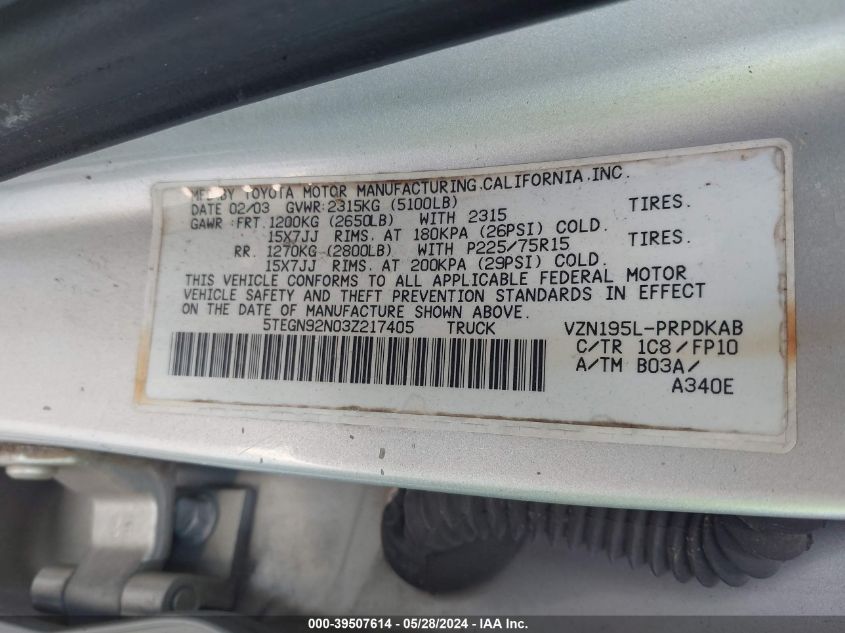 MFD.BY TOYOTA MOTOR MANUFACTURING.CALIFORNIA.INC.
DATE 02/03 GVWR:2315KG (5100LB)
GAWR:FRT.1200KG (2650LB) WITH 2315 TIRES.
15X7JJ RIMS. AT 180KPA (26PSI) COLD.
RR. 1270KG (2800LB) WITH P225/75R15 TIRES.
15X7JJ RIMS. AT 200KPA (29PSI) COLD.
THIS VEHICLE CONFORMS TO ALL APPLICABLE FEDERAL MOTOR
VEHICLE SAFETY AND THEFT PREVENTION STANDARDS IN EFFECT
ON THE DATE OF MANUFACTURE SHOWN ABOVE.
5TEGN92N03Z217405 TRUCK VZN195L-PRPDKAB
C/TR 1C8/FP10
A/TM B03A/
A340E
000-39507614 - 05/28/2024 - IAA Inc.